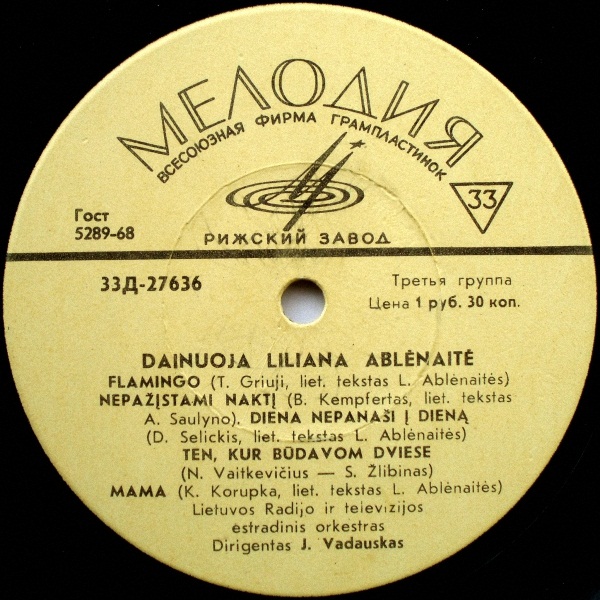 МЕЛОДИЯ
ВСЕСОЮЗНАЯ ФИРМА ГРАМПЛАСТИНОК
33
Гост
5289-68
РИЖСКИЙ ЗАВОД
33Д-27636
Третья группа
Цена 1 руб. 30 коп.
DAINUOJA LILIANA ABLĖNAITĖ
FLAMINGO (T. Griuji, liet. tekstas L. Ablėnaitės)
NEPAŽĮSTAMI NAKTĮ (B. Kempfertas, liet. tekstas
A. Saulyno). DIENA NEPANAŠI Į DIENĄ
(D. Selickis, liet. tekstas L. Ablėnaitės)
TEN, KUR BŪDAVOM DVIESE
(N. Vaitkevičius — S. Žlibinas)
MAMA (K. Korupka, liet. tekstas L. Ablėnaitės)
Lietuvos Radijo ir televizijos
estradinis orkestras
Dirigentas J. Vadauskas